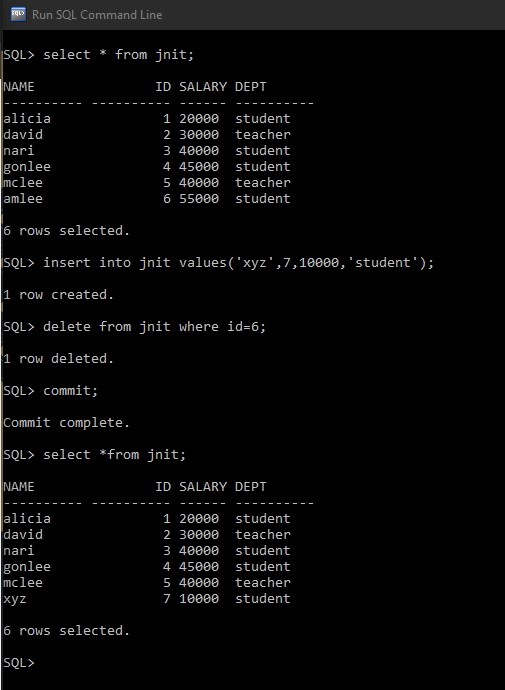 Run SQL Command Line
SQL> select * from jnit;
NAME               ID SALARY DEPT
---------- ---------- ------ ----------
alicia              1 20000  student
david               2 30000  teacher
nari                3 40000  student
gonlee              4 45000  student
mclee               5 40000  teacher
amlee               6 55000  student
6 rows selected.
SQL> insert into jnit values('xyz',7,10000,'student');
1 row created.
SQL> delete from jnit where id=6;
1 row deleted.
SQL> commit;
Commit complete.
SQL> select *from jnit;
NAME               ID SALARY DEPT
---------- ---------- ------ ----------
alicia              1 20000  student
david               2 30000  teacher
nari                3 40000  student
gonlee              4 45000  student
mclee               5 40000  teacher
xyz                 7 10000  student
6 rows selected.
SQL>